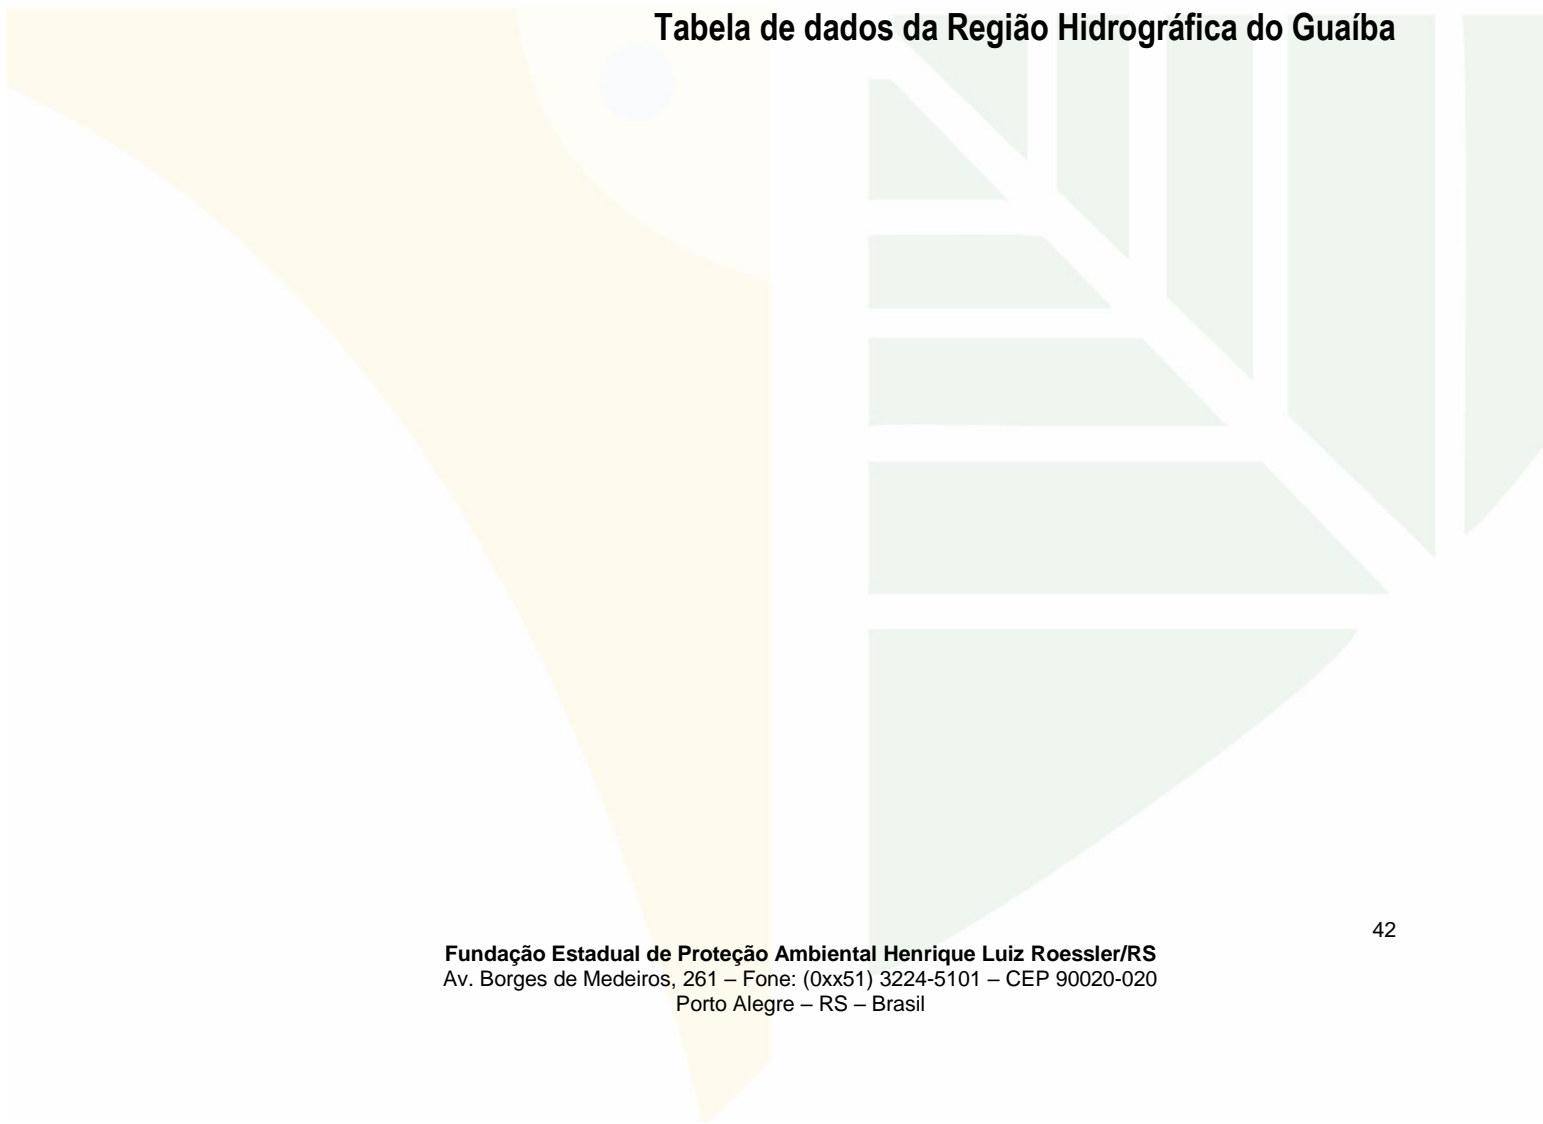 Tabela de dados da Região Hidrográfica do Guaíba
42
Fundação Estadual de Proteção Ambiental Henrique Luiz Roessler/RS
Av. Borges de Medeiros, 261 – Fone: (0xx51) 3224-5101 – CEP 90020-020
Porto Alegre – RS – Brasil